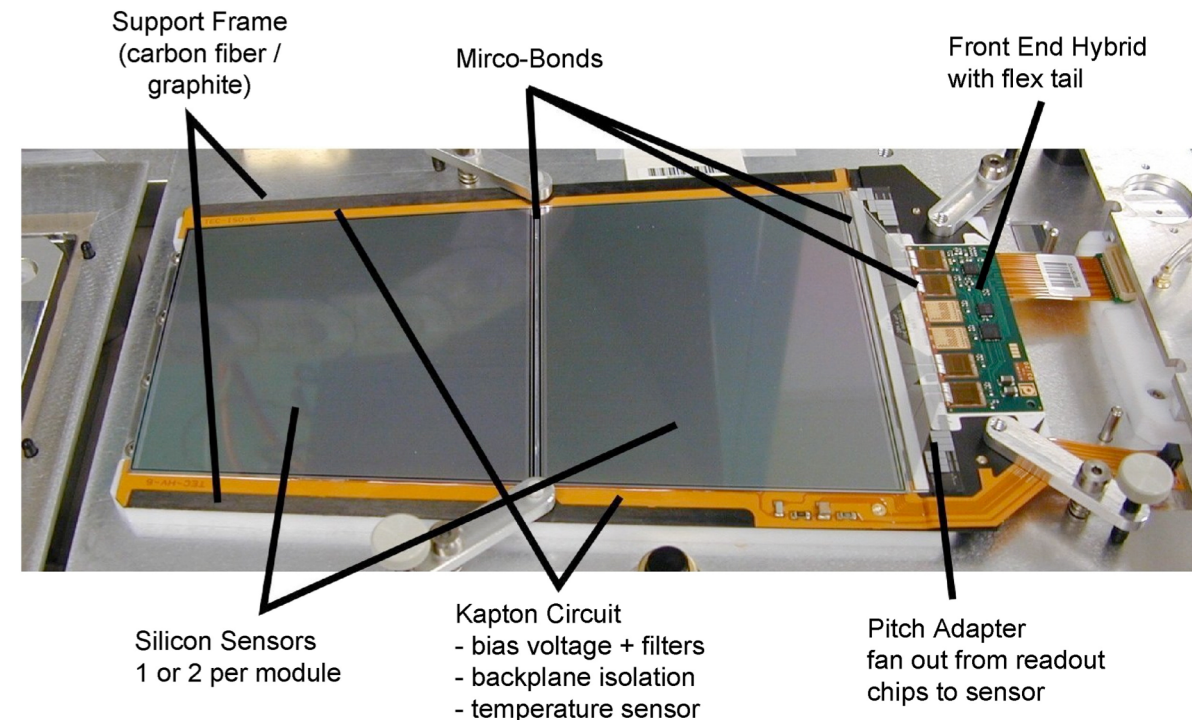 Support Frame
(carbon fiber /
graphite)
Mirco-Bonds
Front End Hybrid
with flex tail
Silicon Sensors
1 or 2 per module
Kapton Circuit
- bias voltage + filters
- backplane isolation
- temperature sensor
Pitch Adapter
fan out from readout
chips to sensor